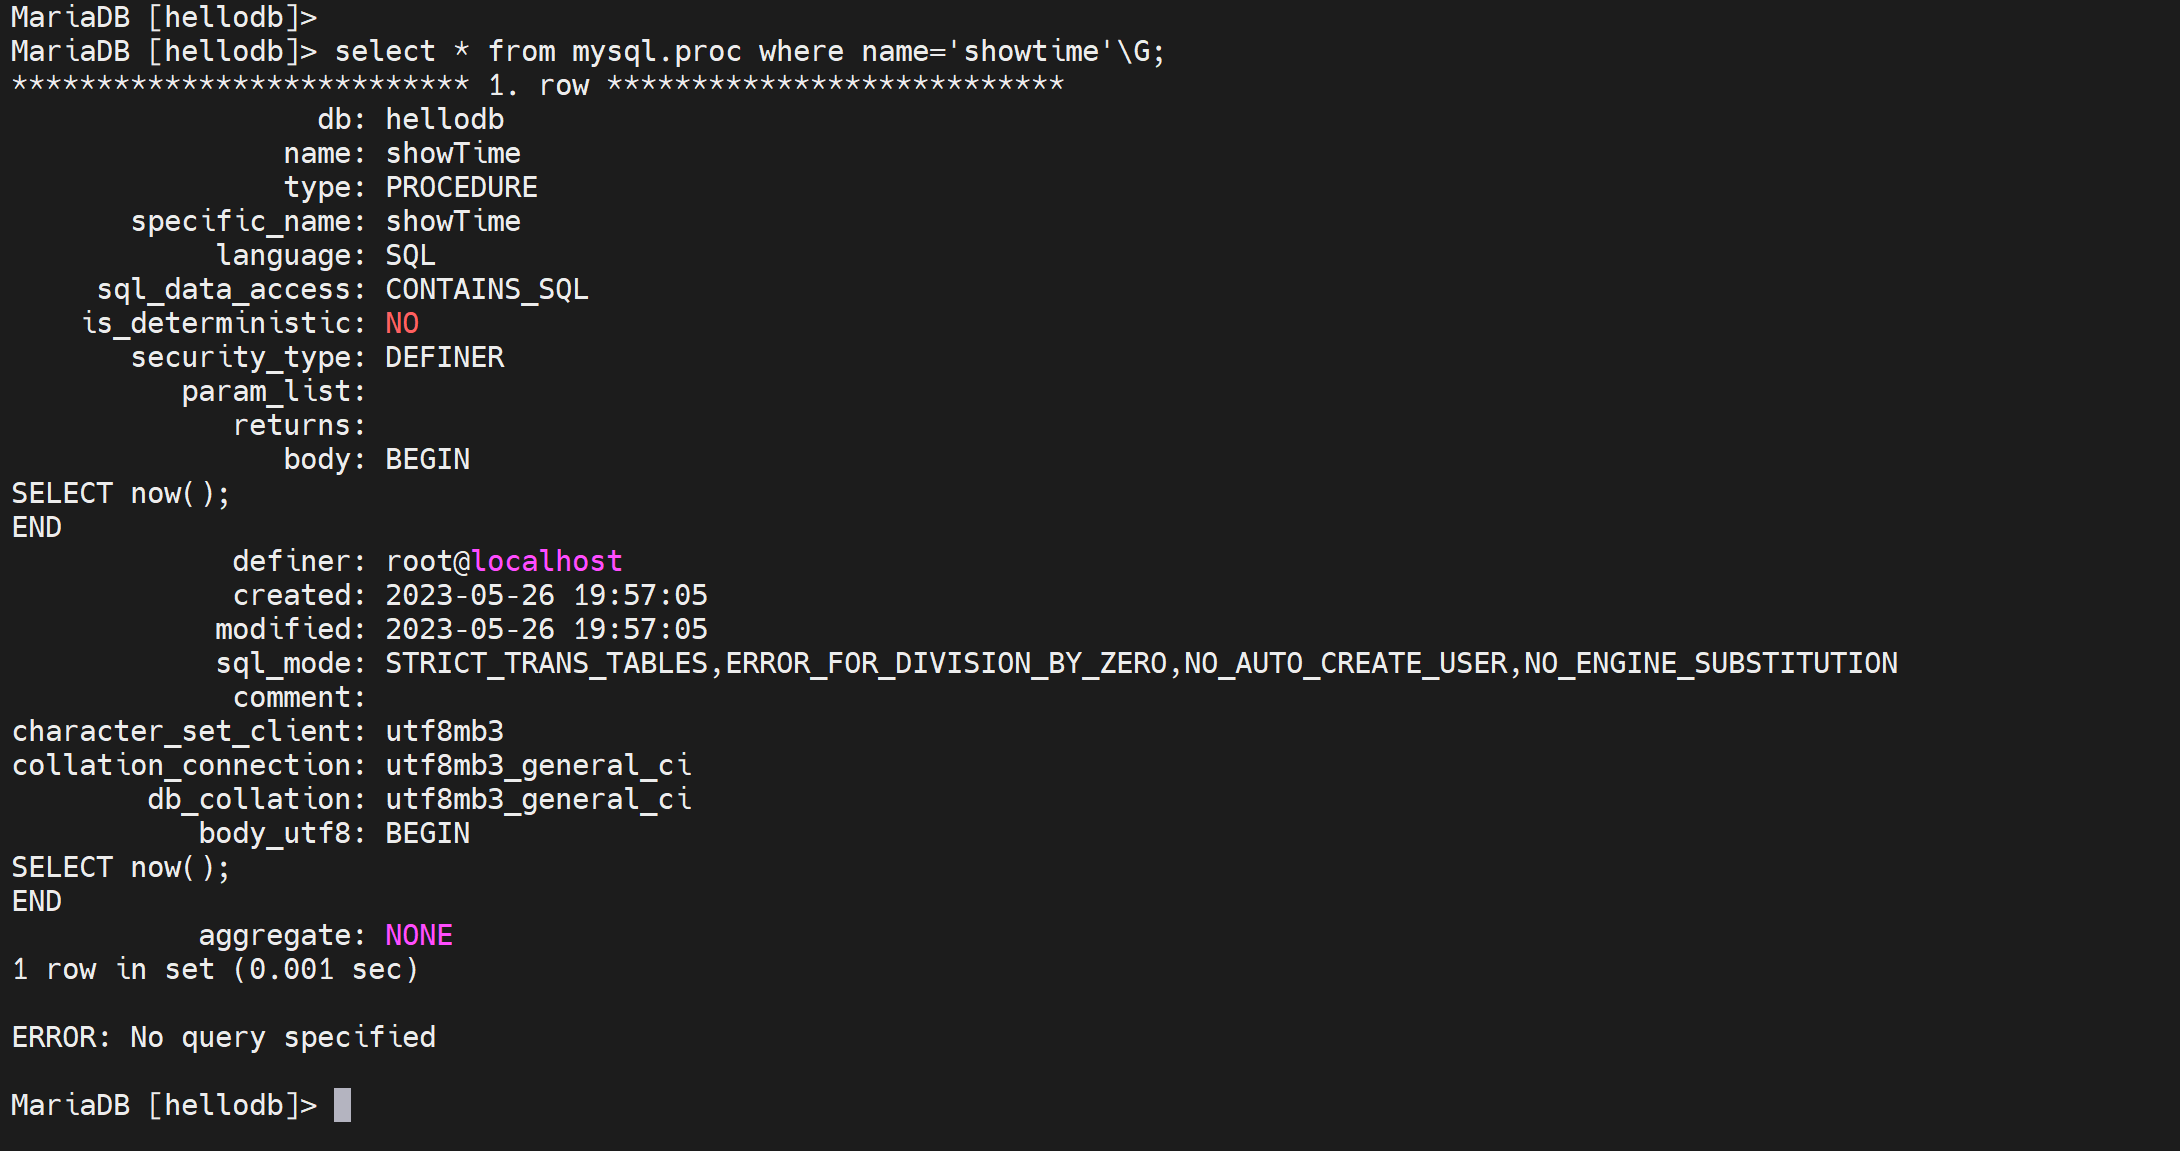 MariaDB [hellodb]>
MariaDB [hellodb]> select * from mysql.proc where name='showtime'\G;
*************************** 1. row ***************************
                  db: hellodb
                name: showTime
                type: PROCEDURE
       specific_name: showTime
            language: SQL
     sql_data_access: CONTAINS_SQL
    is_deterministic: NO
       security_type: DEFINER
          param_list:
             returns:
                body: BEGIN
SELECT now();
END
             definer: root@localhost
             created: 2023-05-26 19:57:05
            modified: 2023-05-26 19:57:05
            sql_mode: STRICT_TRANS_TABLES,ERROR_FOR_DIVISION_BY_ZERO,NO_AUTO_CREATE_USER,NO_ENGINE_SUBSTITUTION
             comment:
character_set_client: utf8mb3
collation_connection: utf8mb3_general_ci
        db_collation: utf8mb3_general_ci
           body_utf8: BEGIN
SELECT now();
END
           aggregate: NONE
1 row in set (0.001 sec)

ERROR: No query specified

MariaDB [hellodb]>